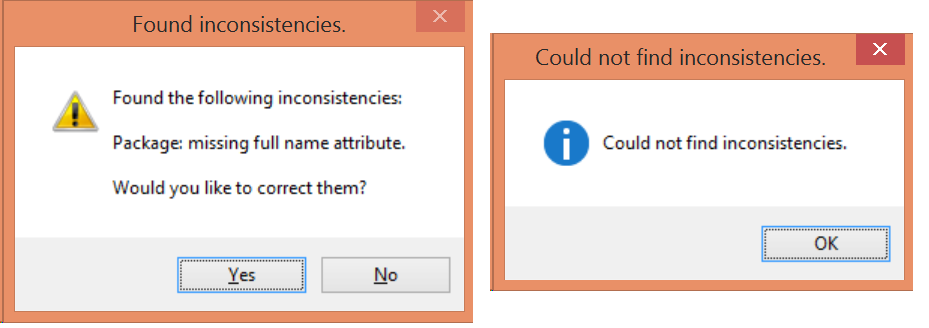 Found inconsistencies.
Found the following inconsistencies:
Package: missing full name attribute.
Would you like to correct them?
Yes
No
Could not find inconsistencies.
Could not find inconsistencies.
OK